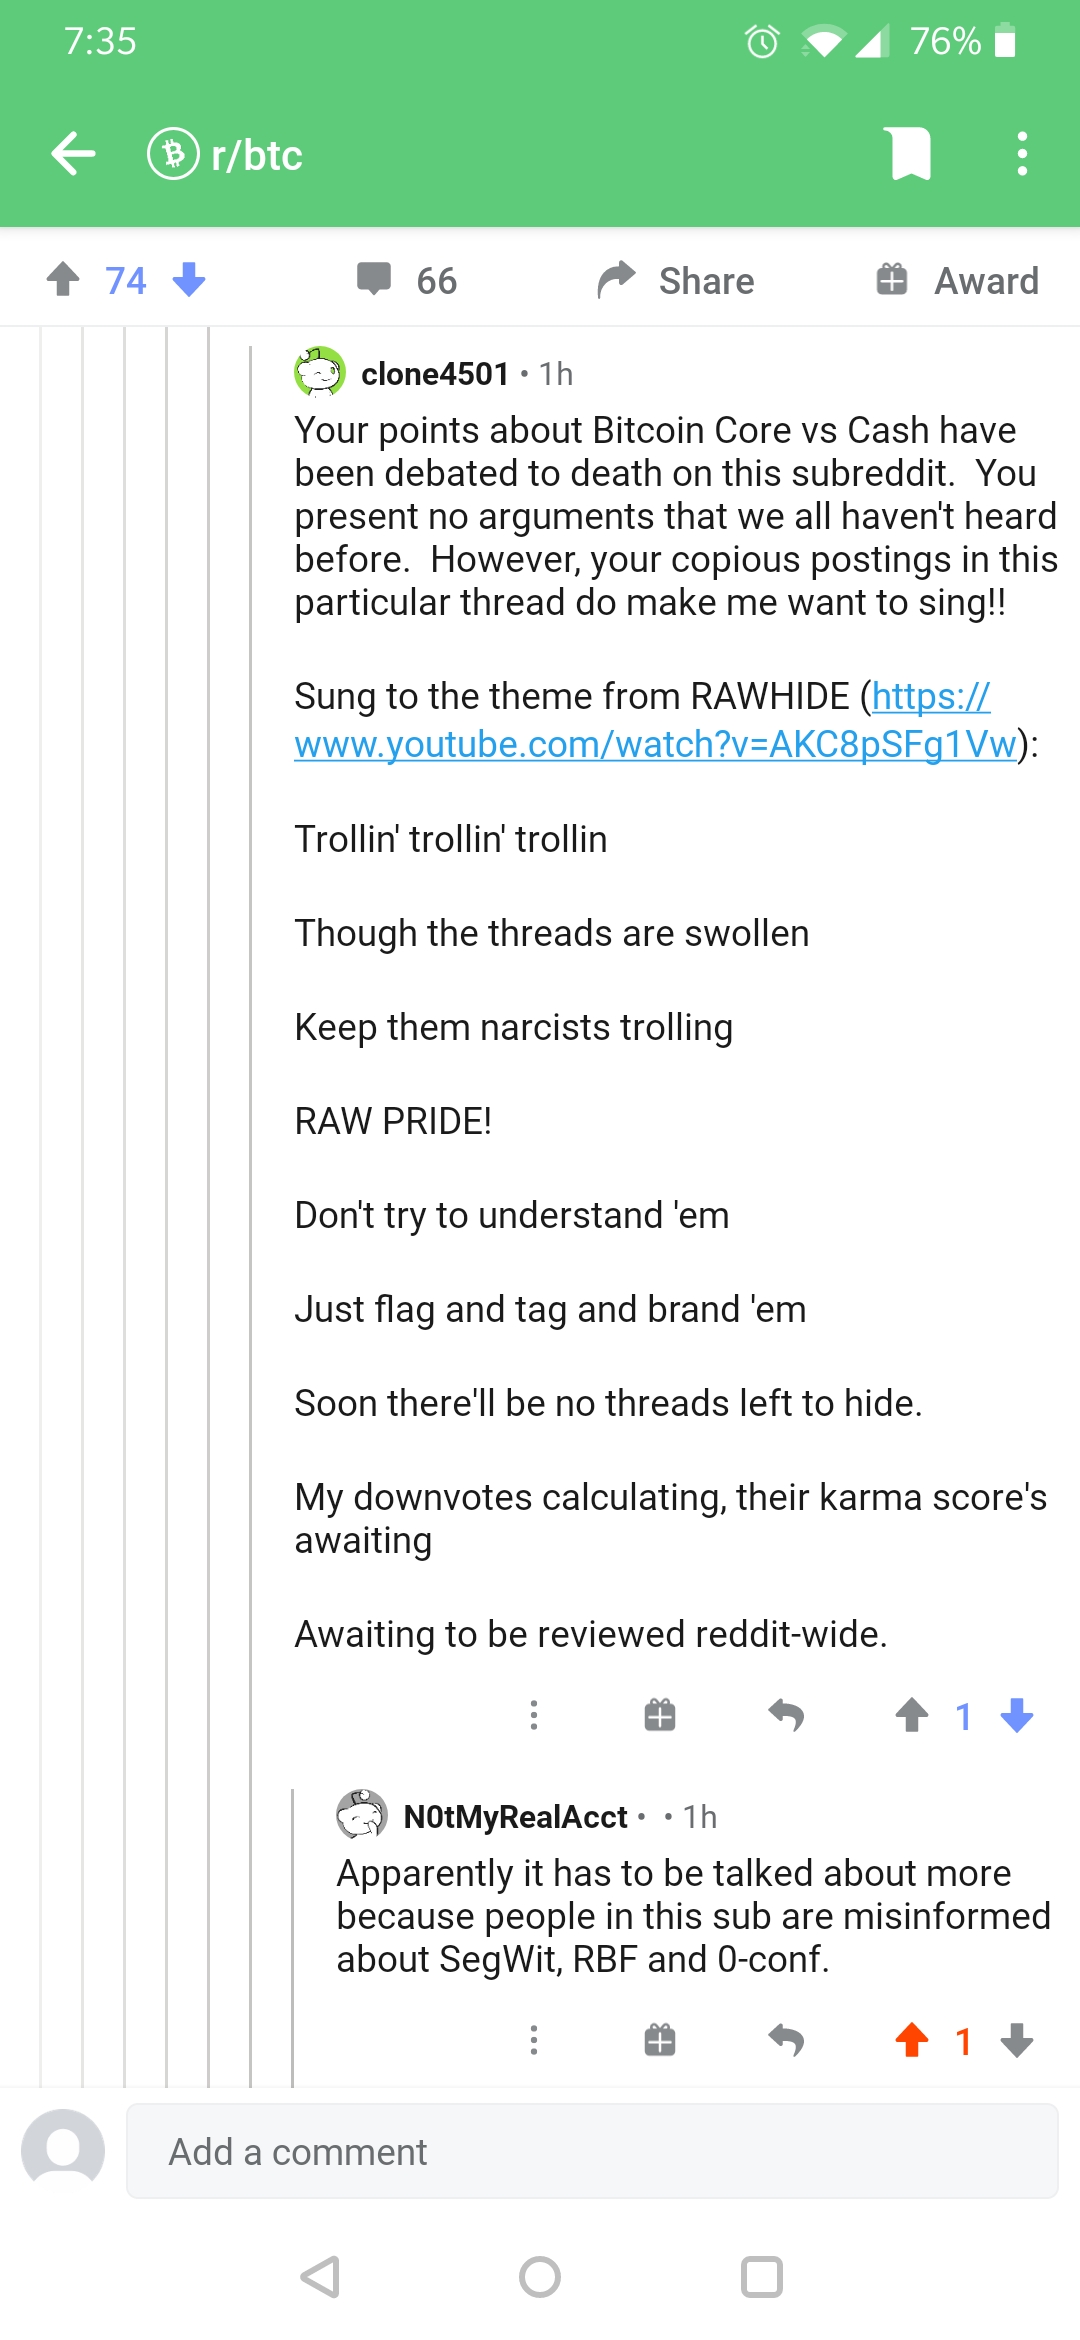 7:35
76%
r/btc
74
66
Share
Award
clone4501 • 1h
Your points about Bitcoin Core vs Cash have
been debated to death on this subreddit.  You
present no arguments that we all haven't heard
before.  However, your copious postings in this
particular thread do make me want to sing!!
Sung to the theme from RAWHIDE (https://
www.youtube.com/watch?v=AKC8pSFg1Vw):
Trollin' trollin' trollin
Though the threads are swollen
Keep them narcists trolling
RAW PRIDE!
Don't try to understand 'em
Just flag and tag and brand 'em
Soon there'll be no threads left to hide.
My downvotes calculating, their karma score's
awaiting
Awaiting to be reviewed reddit-wide.
1
N0tMyRealAcct • • 1h
Apparently it has to be talked about more
because people in this sub are misinformed
about SegWit, RBF and 0-conf.
1
Add a comment